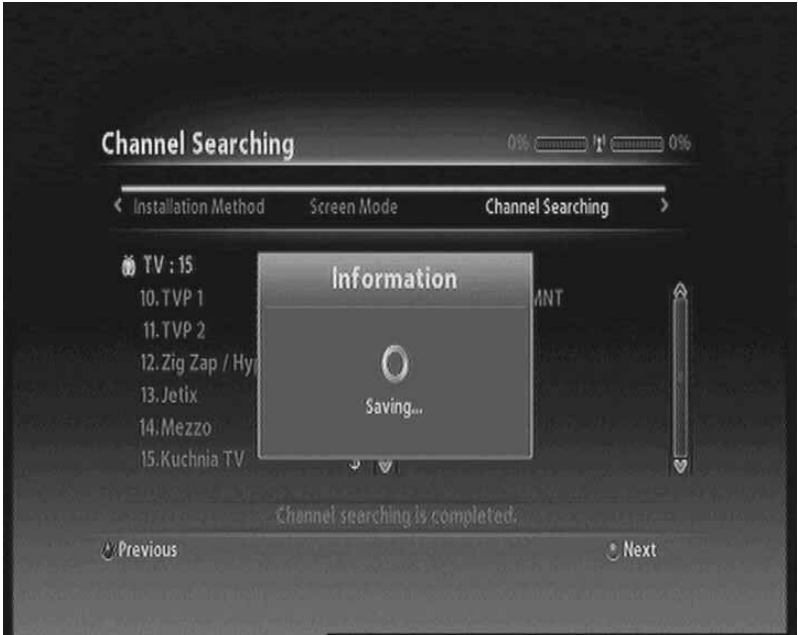 Channel Searching
0% 0%
Installation Method Screen Mode Channel Searching
TV : 15
Information
10. TVP 1
MNT
11. TVP 2
12. Zig Zap / Hyp
13. Jetix
Saving...
14. Mezzo
15. Kuchnia TV
$
Channel searching is completed.
Previous
Next